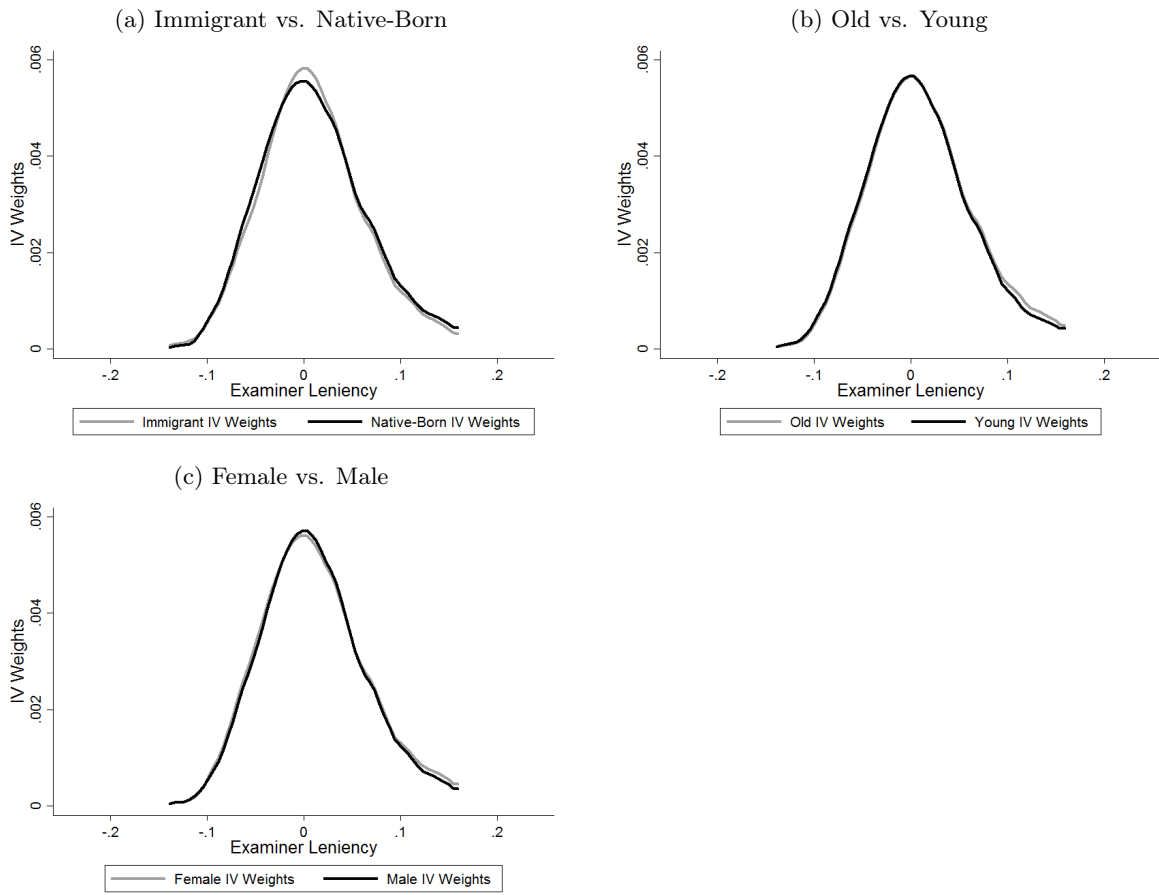 (a) Immigrant vs. Native-Born
IV Weights
0 .002 .004 .006
-.2 -.1 0 .1 .2
Examiner Leniency
Immigrant IV Weights Native-Born IV Weights
(b) Old vs. Young
IV Weights
0 .002 .004 .006
-.2 -.1 0 .1 .2
Examiner Leniency
Old IV Weights Young IV Weights
(c) Female vs. Male
IV Weights
0 .002 .004 .006
-.2 -.1 0 .1 .2
Examiner Leniency
Female IV Weights Male IV Weights